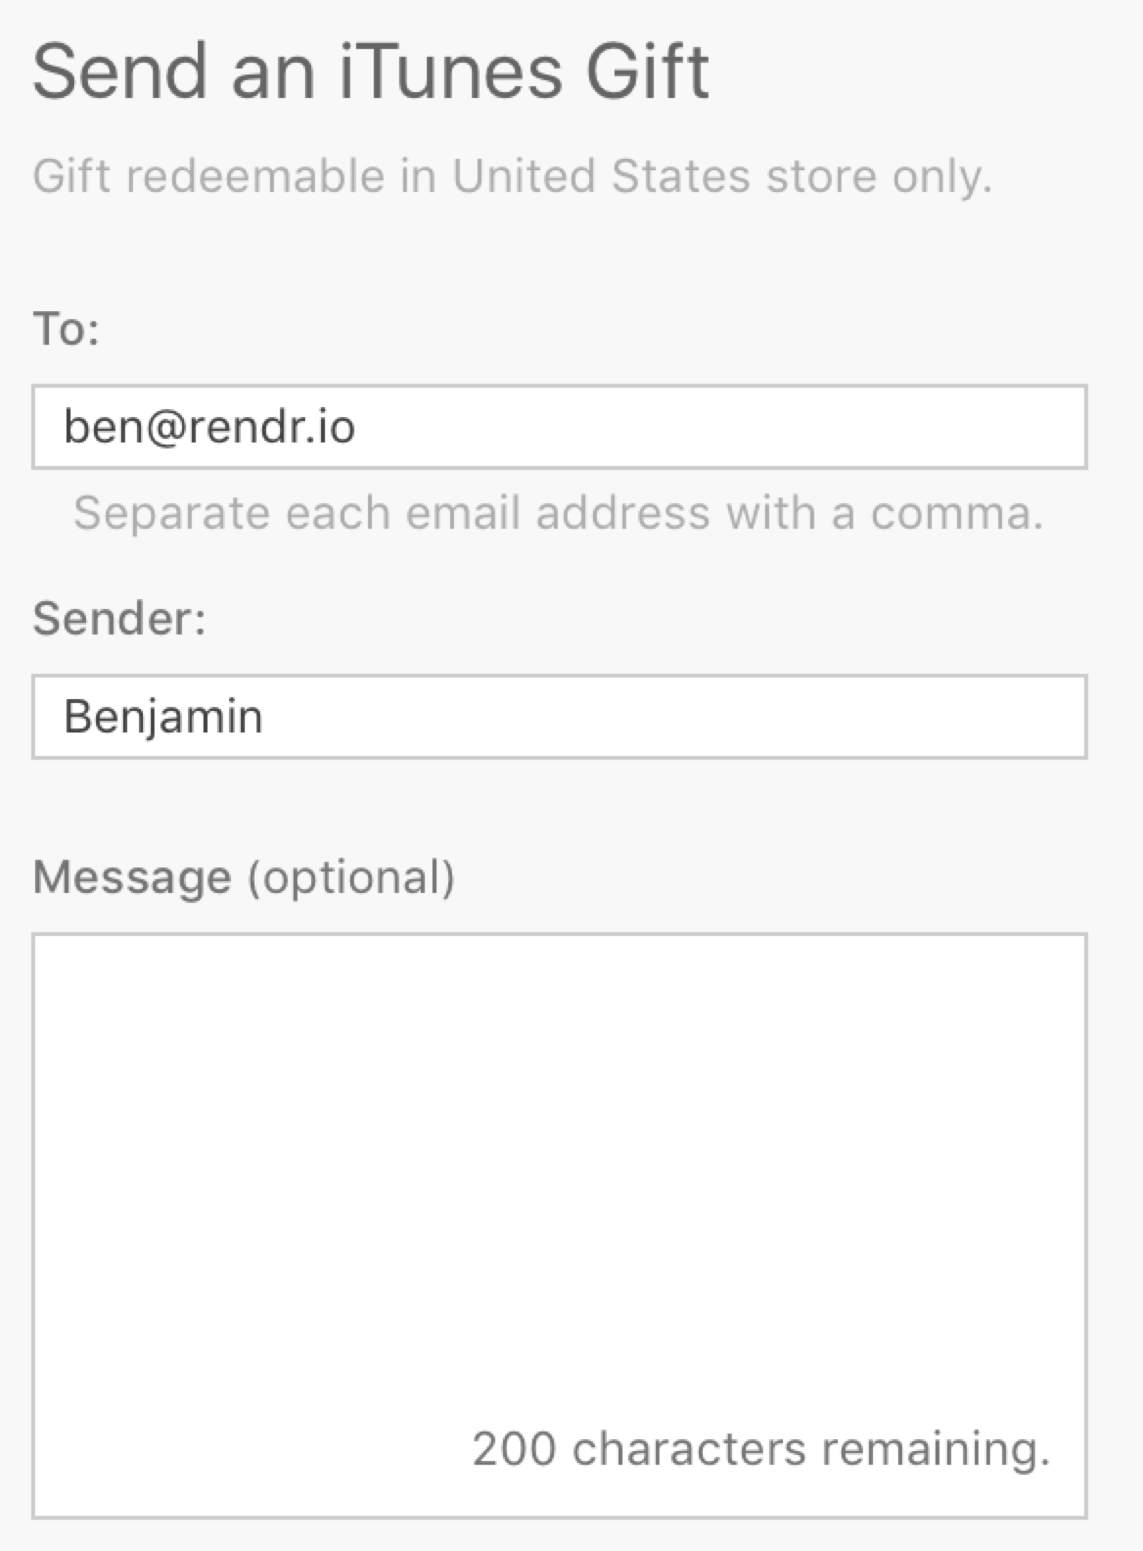 Send an iTunes Gift
Gift redeemable in United States store only.
To:
ben@rendr.io
Separate each email address with a comma.
Sender:
Benjamin
Message (optional)
200 characters remaining.